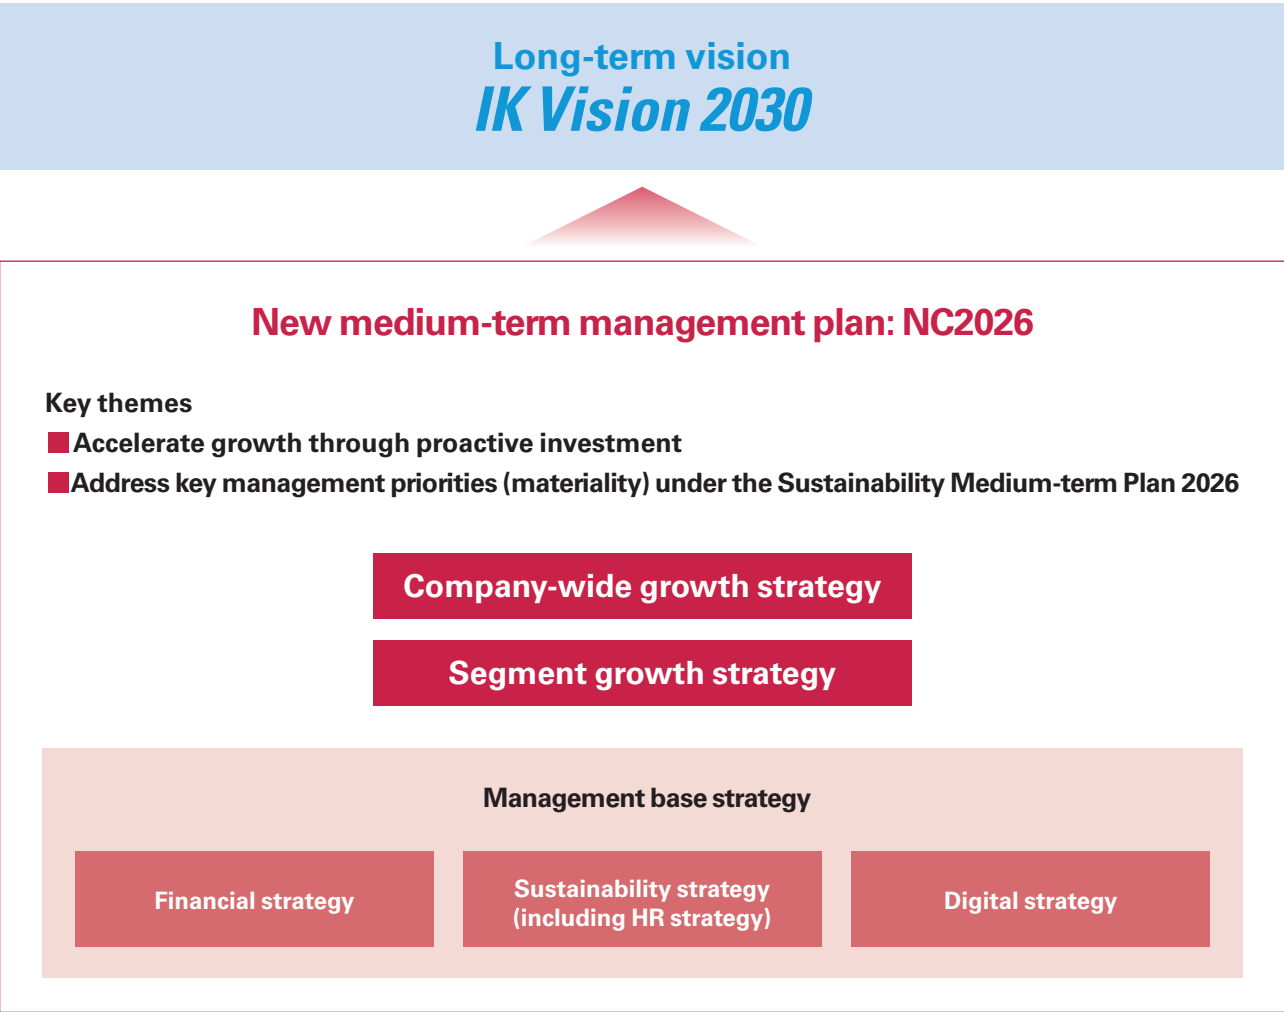 Long-term vision
IK Vision 2030
New medium-term management plan: NC2026
Key themes
Accelerate growth through proactive investment
Address key management priorities (materiality) under the Sustainability Medium-term Plan 2026
Company-wide growth strategy
Segment growth strategy
Management base strategy
Financial strategy
Sustainability strategy
(including HR strategy)
Digital strategy